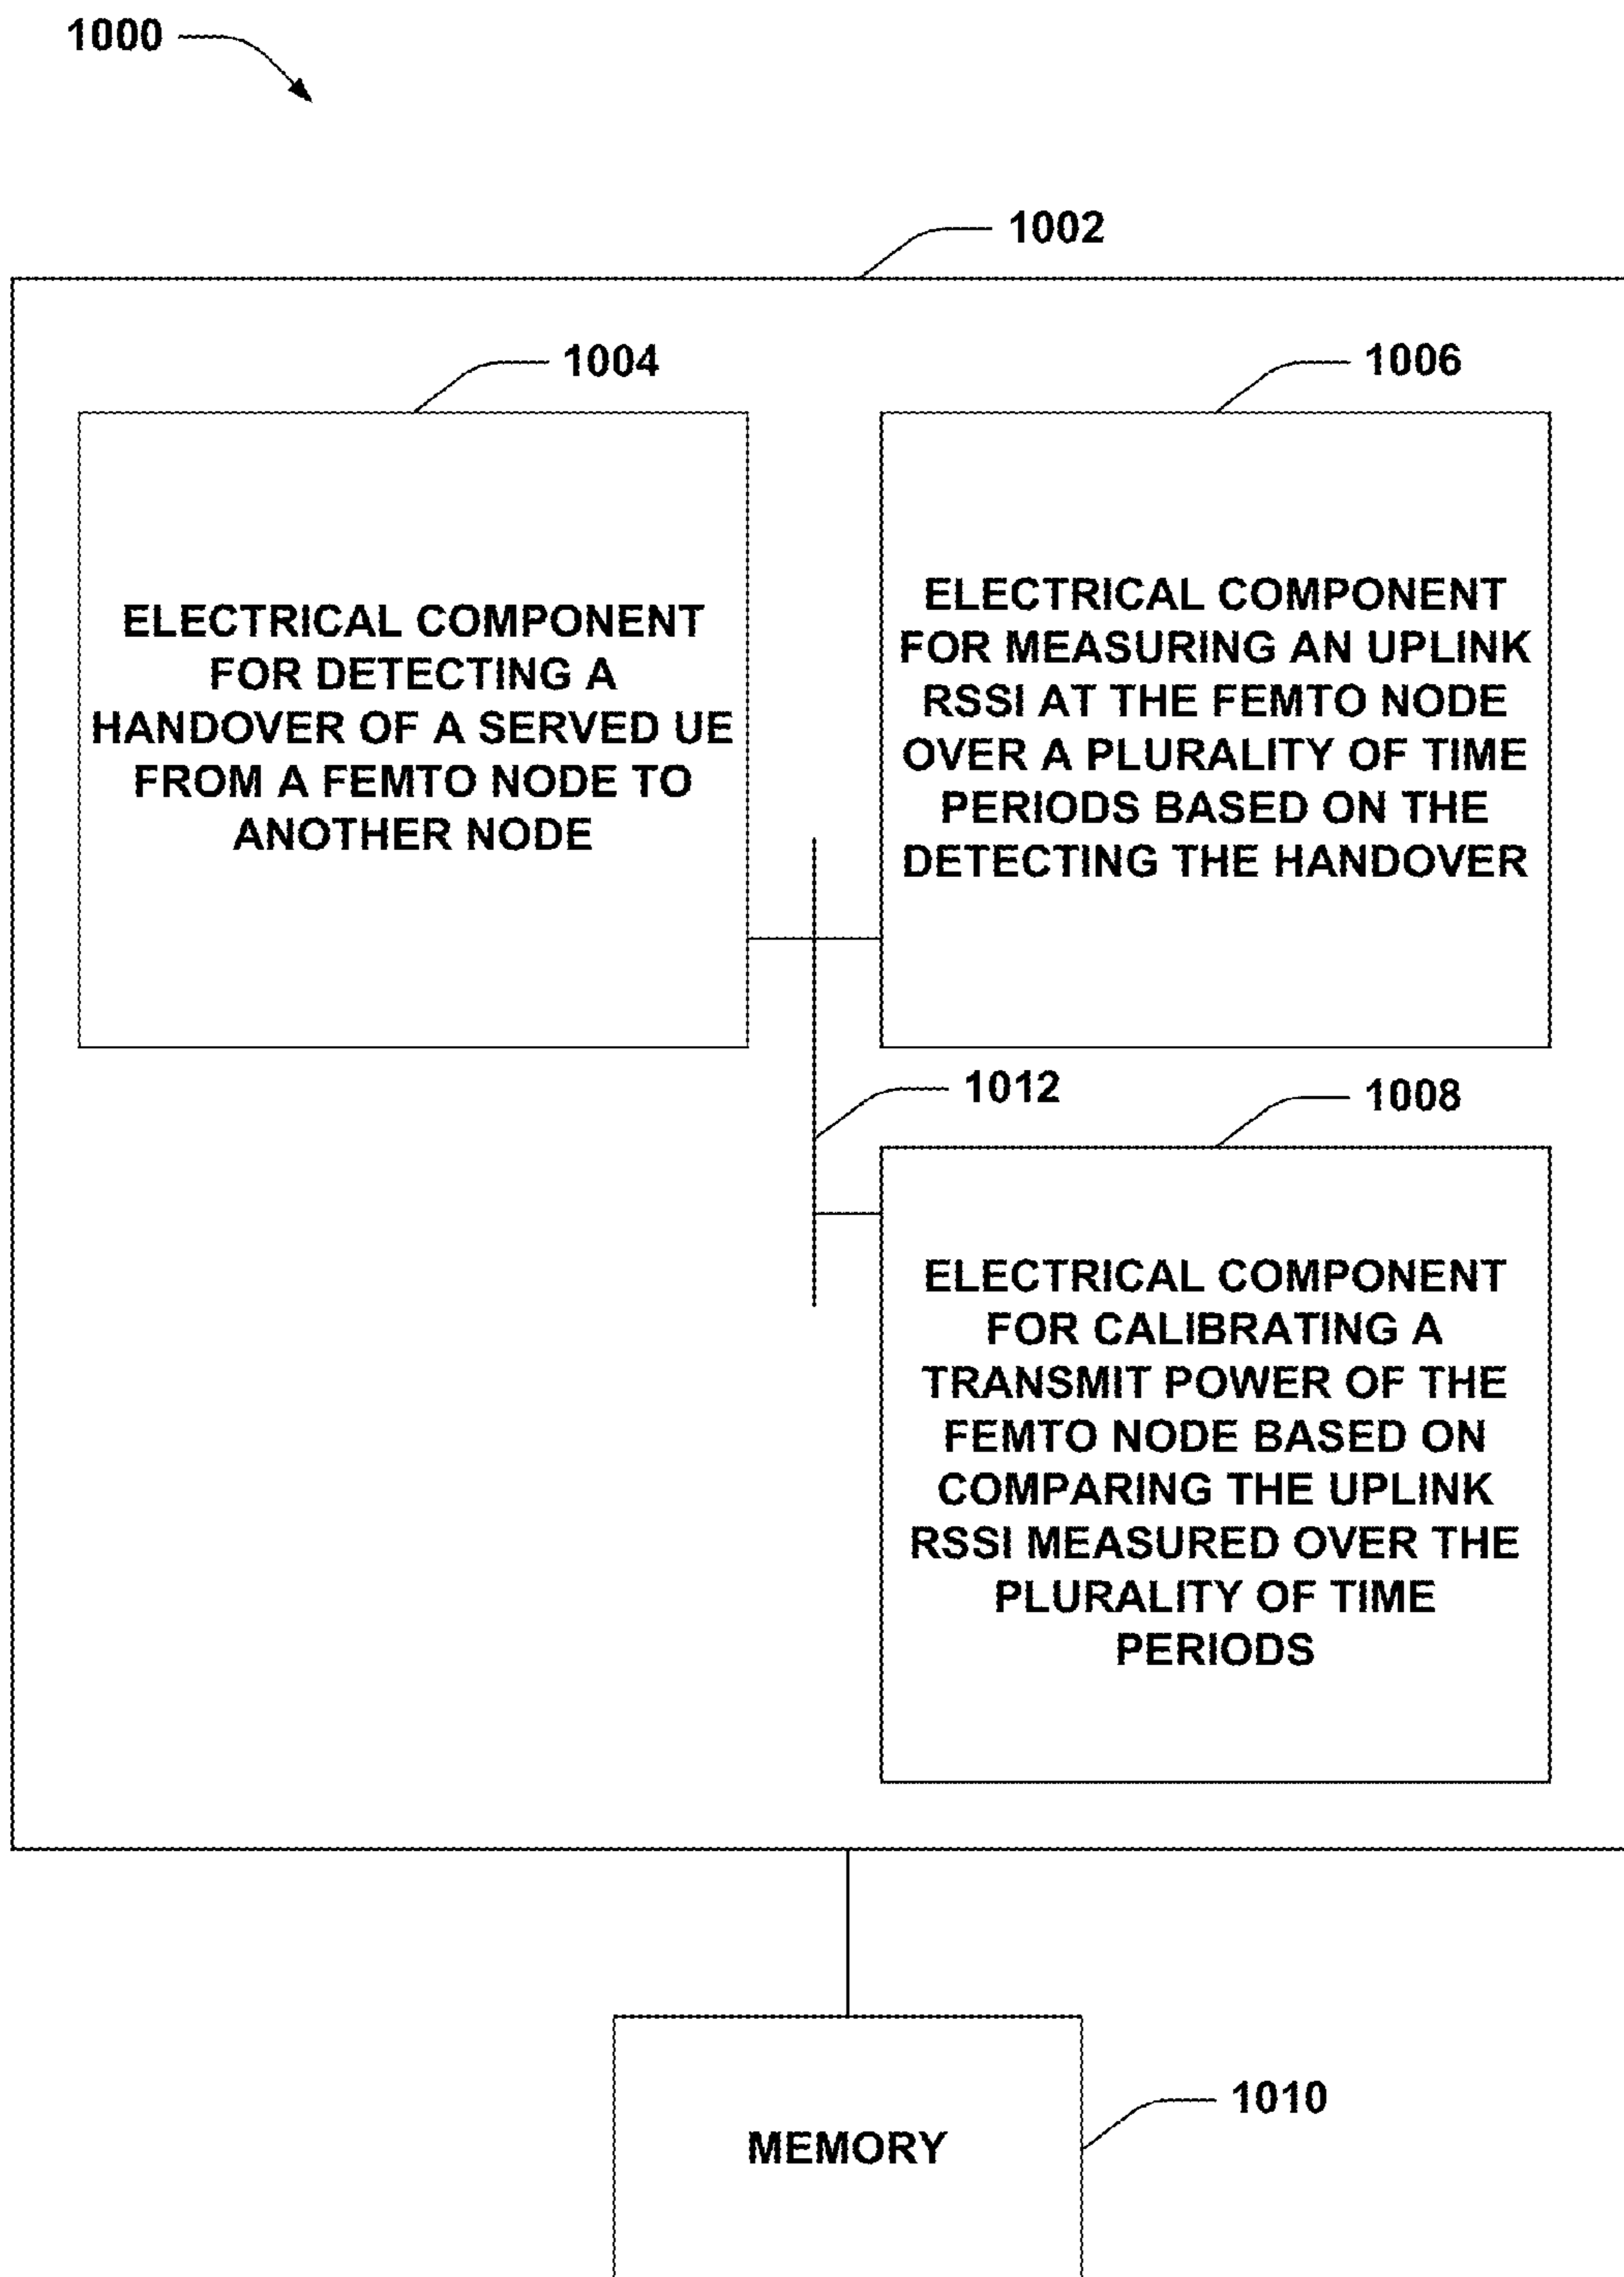 1000
1002
1004
ELECTRICAL COMPONENT
FOR DETECTING A
HANDOVER OF A SERVED UE
FROM A FEMTO NODE TO
ANOTHER NODE
1006
ELECTRICAL COMPONENT
FOR MEASURING AN UPLINK
RSSI AT THE FEMTO NODE
OVER A PLURALITY OF TIME
PERIODS BASED ON THE
DETECTING THE HANDOVER
1012
1008
ELECTRICAL COMPONENT
FOR CALIBRATING A
TRANSMIT POWER OF THE
FEMTO NODE BASED ON
COMPARING THE UPLINK
RSSI MEASURED OVER THE
PLURALITY OF TIME
PERIODS
1010
MEMORY